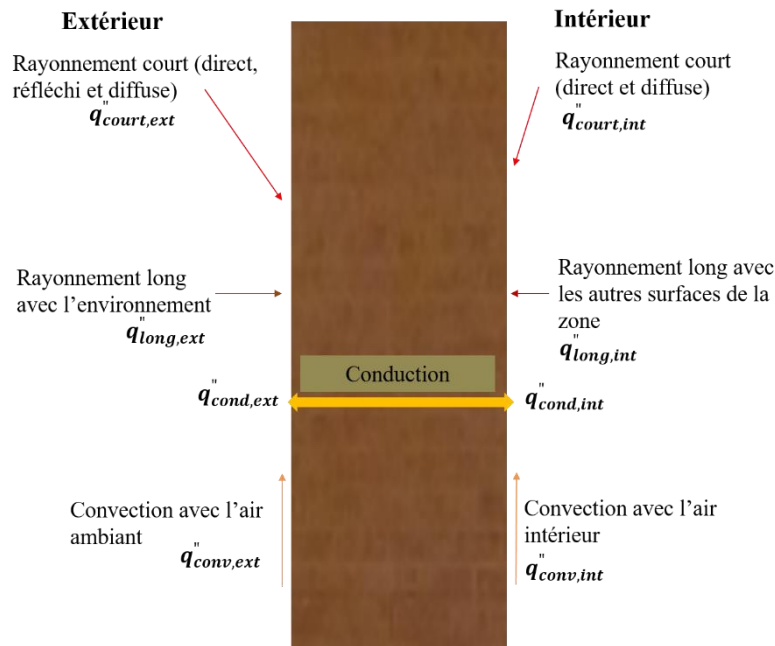 Extérieur
Rayonnement court (direct,
réfléchi et diffuse)
q"court,ext
Rayonnement long
avec l'environnement
q"long,ext
q"cond,ext
Convection avec l'air
ambiant
q"conv,ext
Conduction
Intérieur
Rayonnement court
(direct et diffuse)
q"court,int
Rayonnement long avec
les autres surfaces de la
zone
q"long,int
q"cond,int
Convection avec l'air
intérieur
q"conv,int